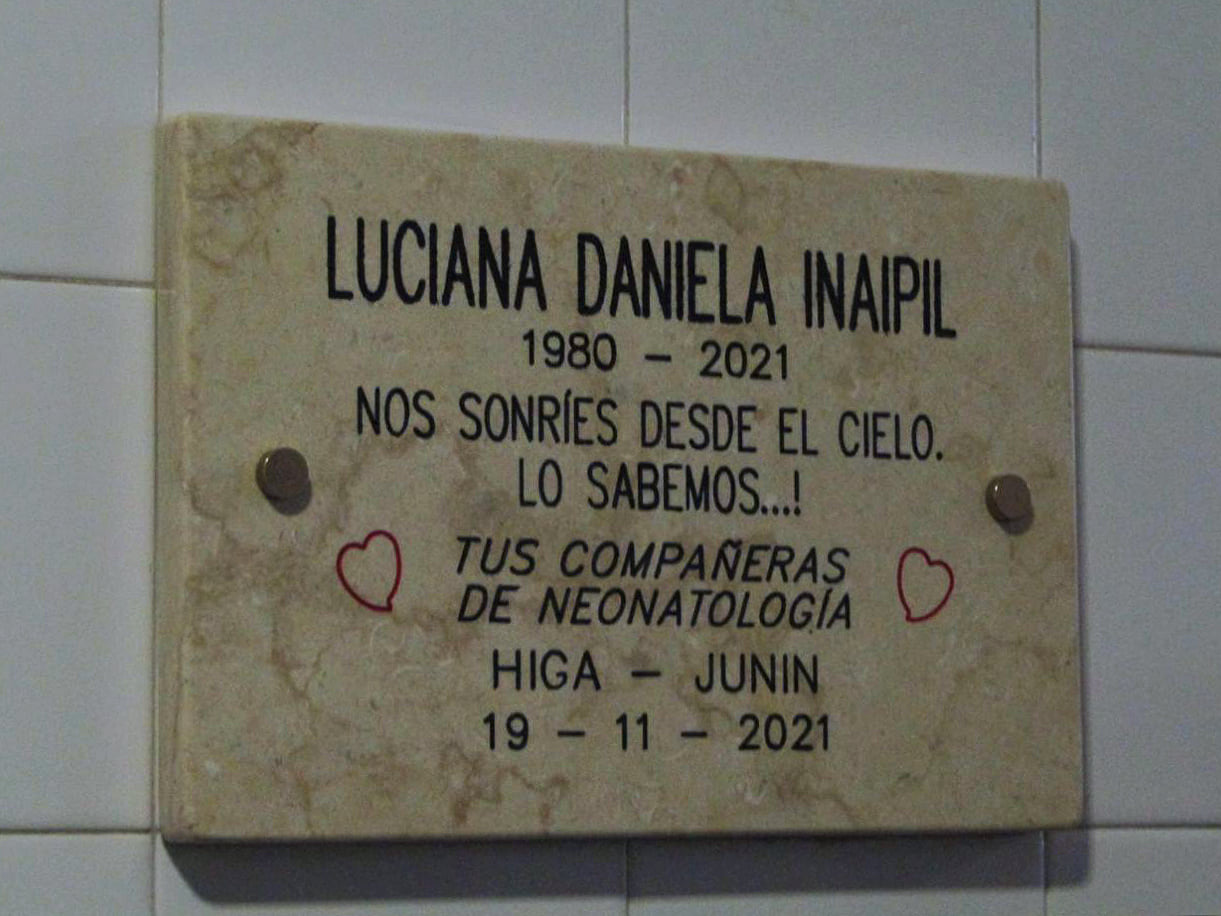 LUCIANA DANIELA INAIPIL
1980 - 2021
NOS SONRÍES DESDE EL CIELO.
LO SABEMOS...!
TUS COMPAÑERAS
DE NEONATOLOGÍA
HIGA - JUNIN
19 - 11 - 2021